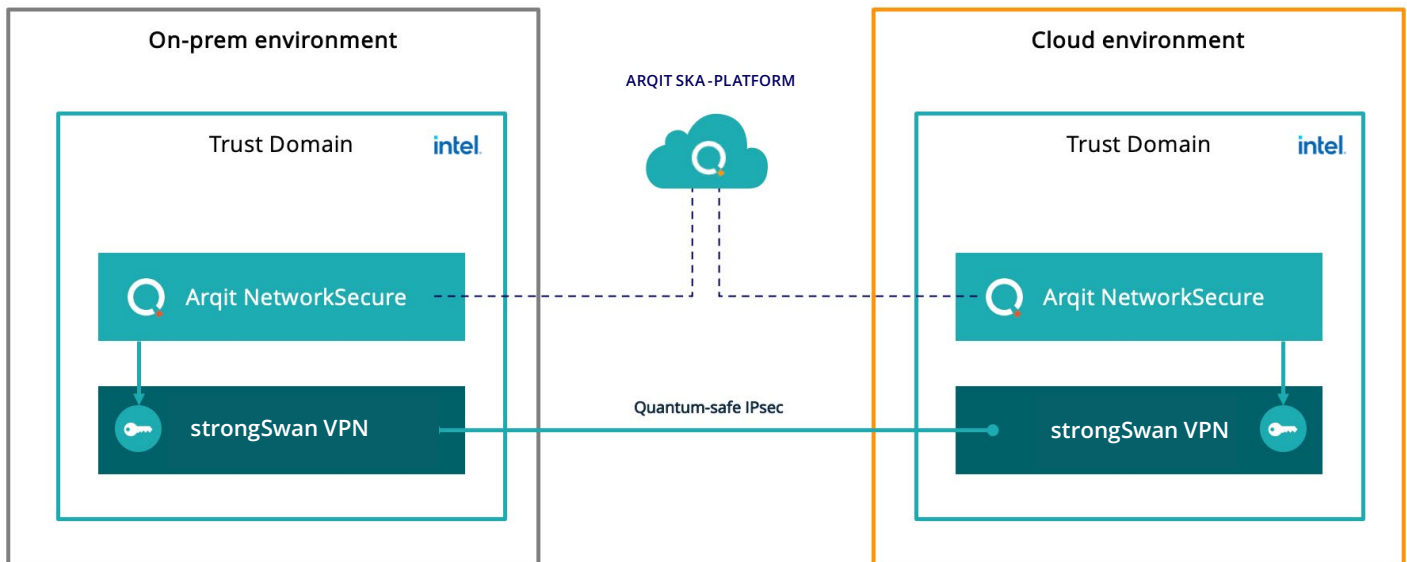 On-prem environment
Cloud environment
ARQIT SKA-PLATFORM
Trust Domain
intel.
Trust Domain
intel.
Arqit NetworkSecure
Arqit NetworkSecure
Quantum-safe IPsec
strongSwan VPN
strongSwan VPN